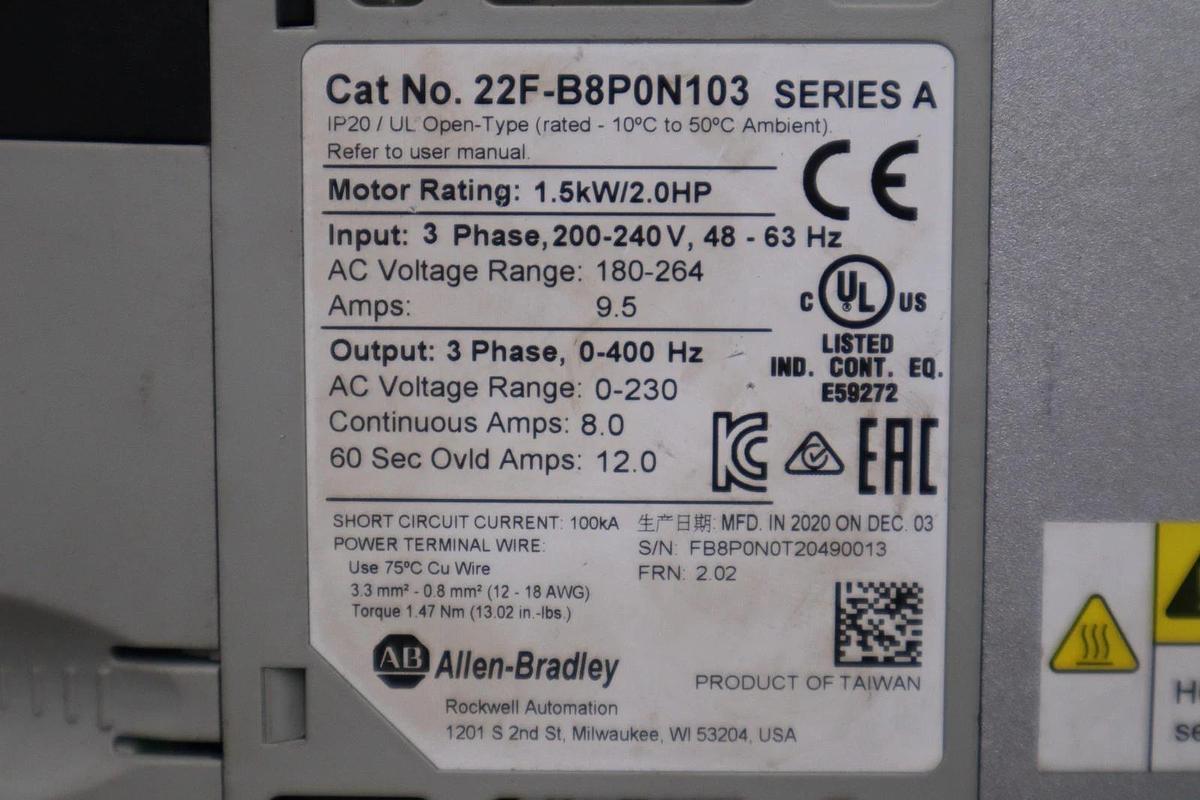 Cat No. 22F-B8P0N103 SERIES A
IP20 / UL Open-Type (rated - 10ºC to 50ºC Ambient).
Refer to user manual.
CE
Motor Rating: 1.5kW/2.0HP
Input: 3 Phase, 200-240V, 48 - 63 Hz
AC Voltage Range: 180-264
Amps: 9.5
C UL US
LISTED
IND. CONT. EQ.
E59272
Output: 3 Phase, 0-400 Hz
AC Voltage Range: 0-230
Continuous Amps: 8.0
60 Sec Ovld Amps: 12.0
KC
EAC
SHORT CIRCUIT CURRENT: 100kA
POWER TERMINAL WIRE:
Use 75ºC Cu Wire
3.3 mm² - 0.8 mm² (12 - 18 AWG)
Torque 1.47 Nm (13.02 in.-lbs.)
生产日期: MFD. IN 2020 ON DEC. 03
S/N: FB8P0N0T20490013
FRN: 2.02
AB Allen-Bradley
PRODUCT OF TAIWAN
Rockwell Automation
1201 S 2nd St, Milwaukee, WI 53204, USA